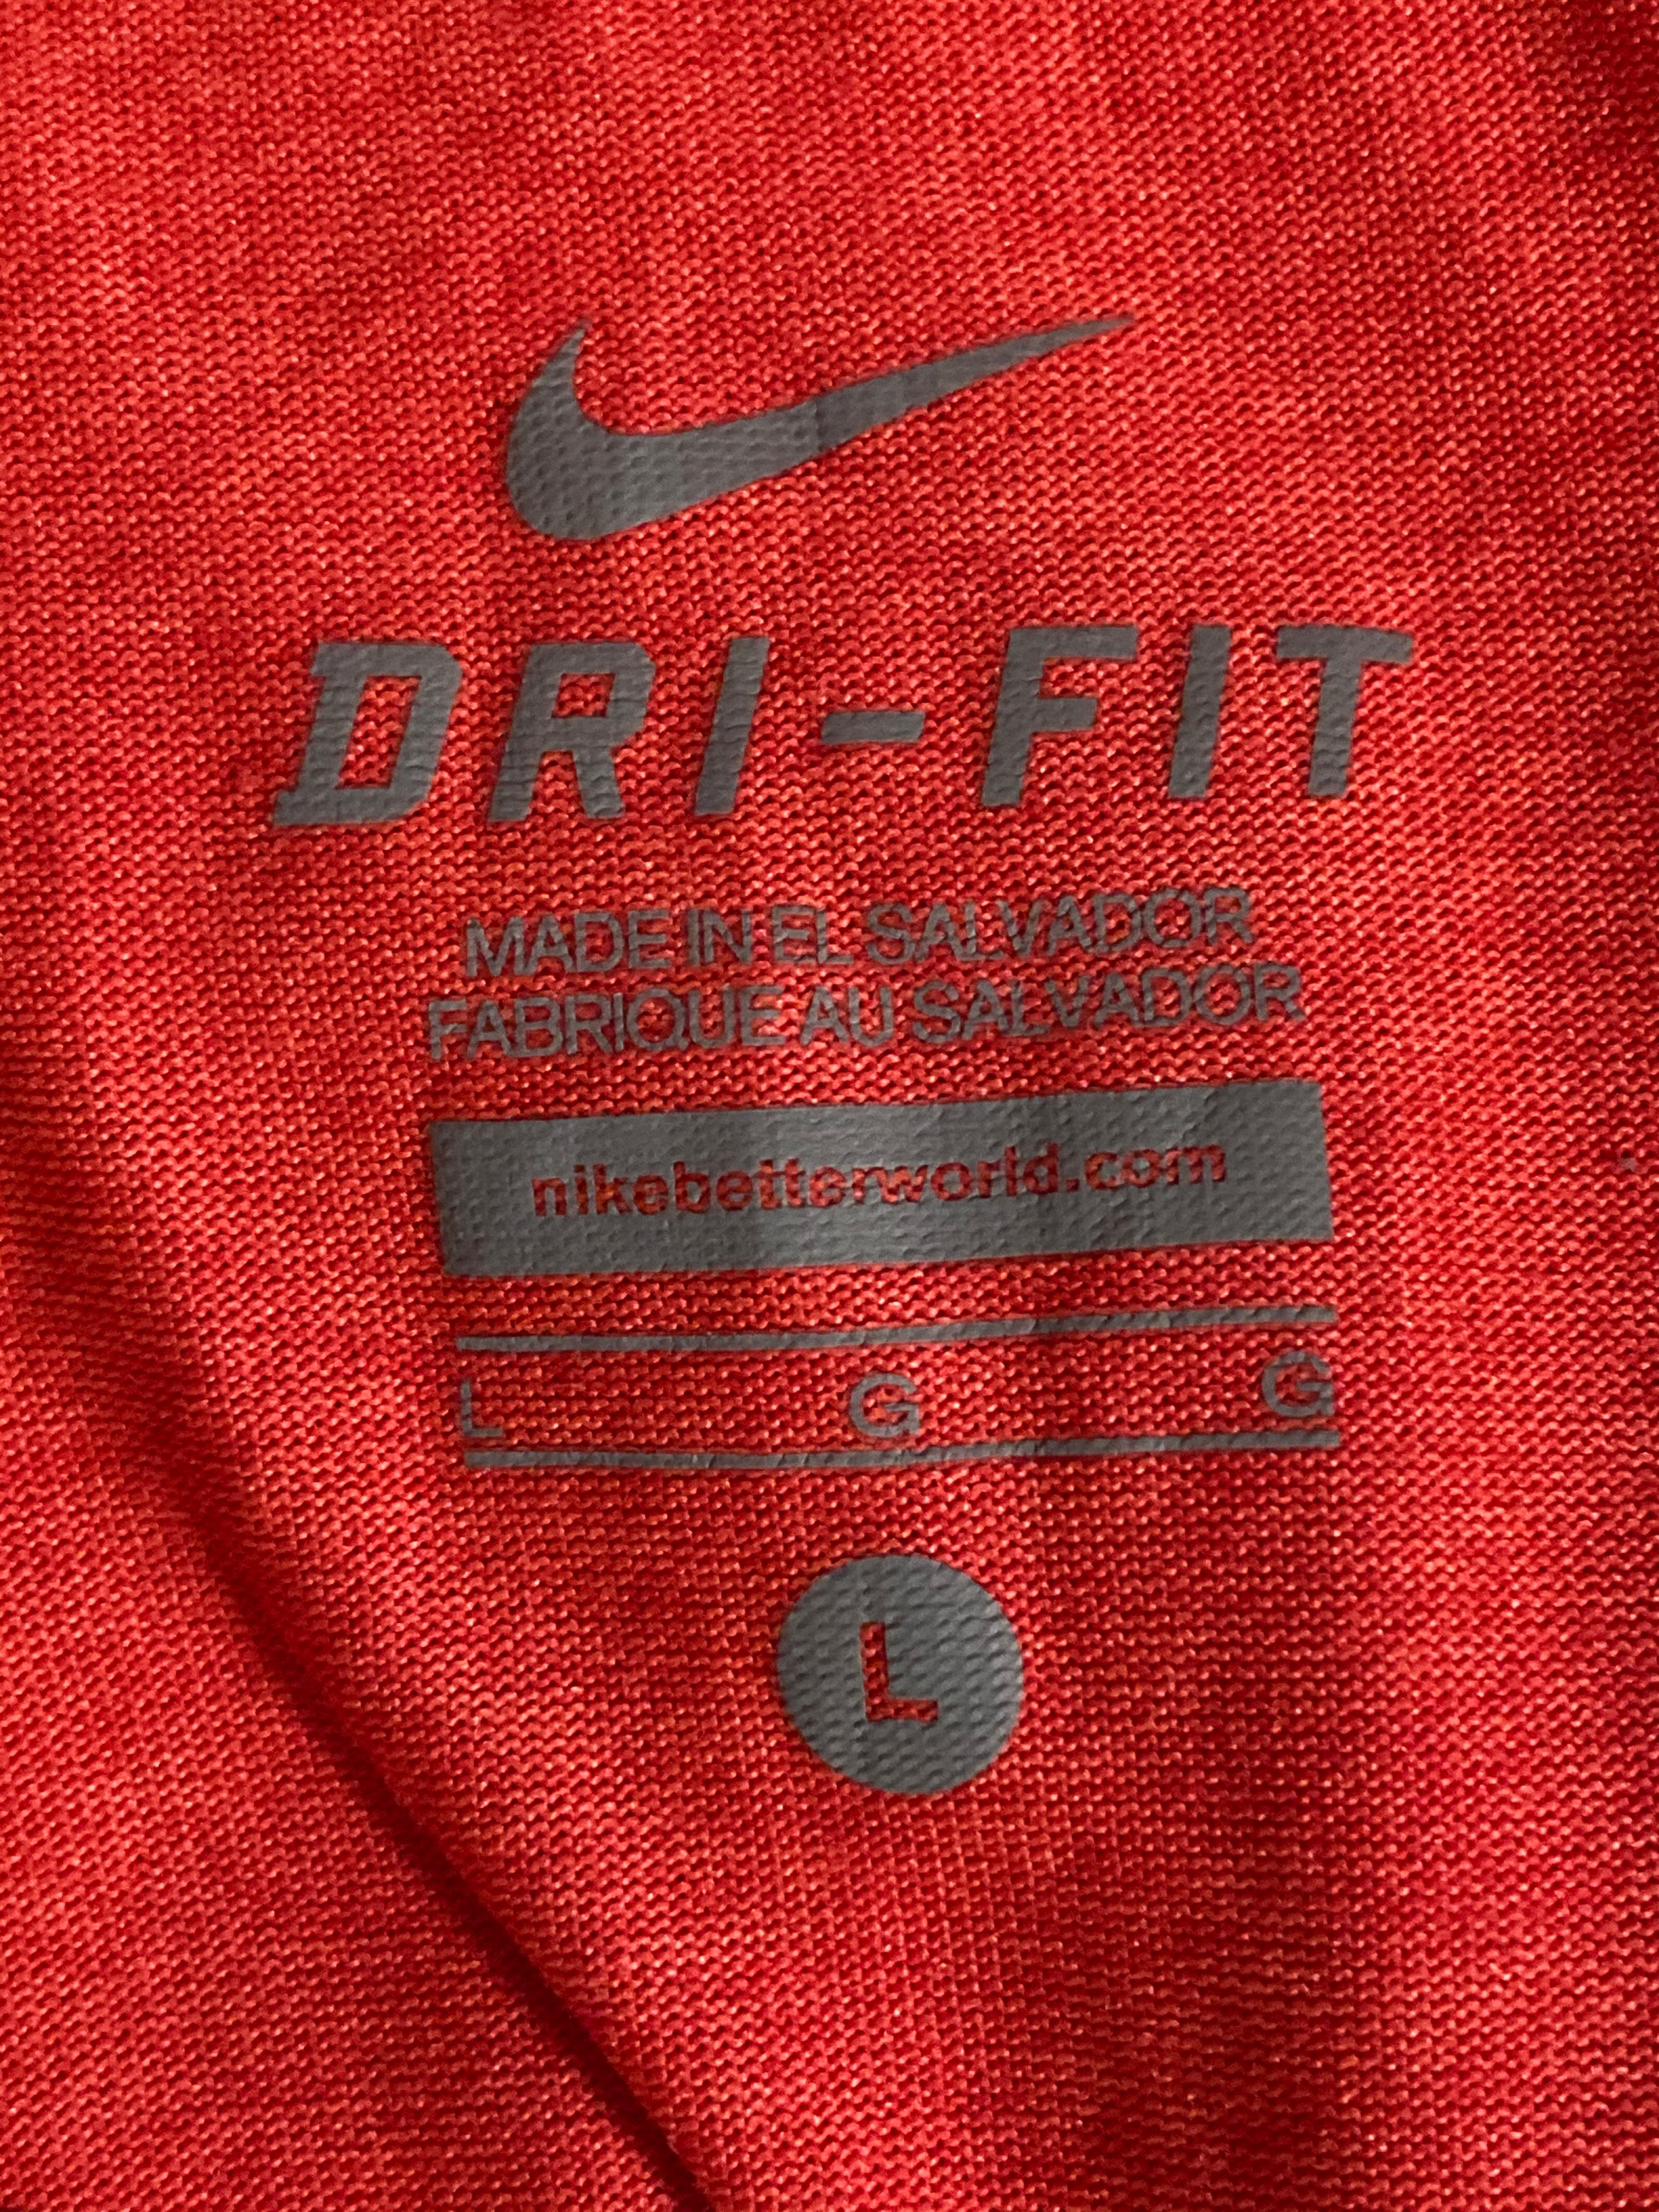 DRI-FIT
MADE IN EL SALVADOR
FABRIQUE AU SALVADOR
nikebetterworld.com
L G G
L